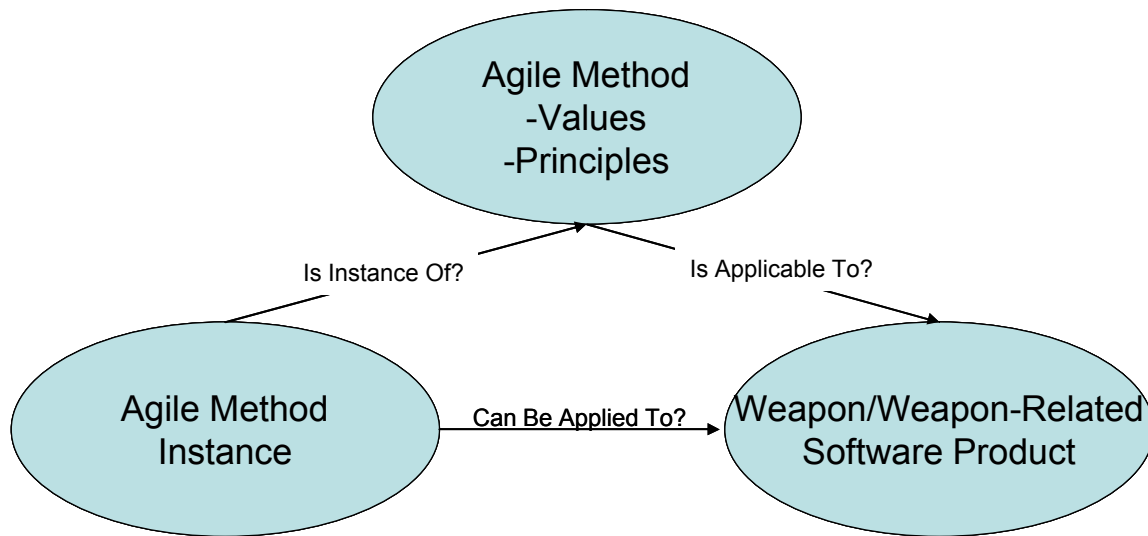 Agile Method
-Values
-Principles
Is Instance Of?
Is Applicable To?
Agile Method
Instance
Can Be Applied To?
Weapon/Weapon-Related
Software Product